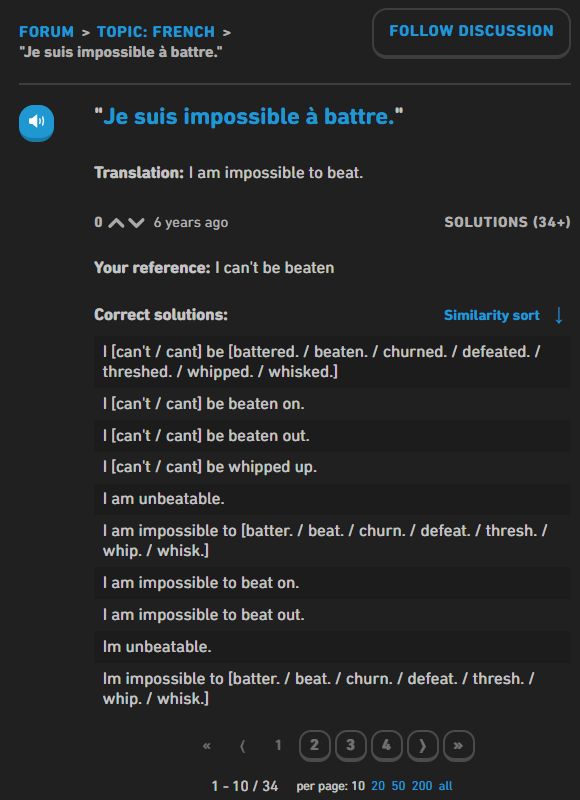 FORUM > TOPIC: FRENCH >
"Je suis impossible à battre."
FOLLOW DISCUSSION
"Je suis impossible à battre."
Translation: I am impossible to beat.
0 6 years ago
SOLUTIONS (34+)
Your reference: I can't be beaten
Correct solutions:
Similarity sort ↓
I [can't / cant] be [battered. / beaten. / churned. / defeated. /
threshed. / whipped. / whisked.]
I [can't / cant] be beaten on.
I [can't / cant] be beaten out.
I [can't / cant] be whipped up.
I am unbeatable.
I am impossible to [batter. / beat. / churn. / defeat. / thresh. /
whip. / whisk.]
I am impossible to beat on.
I am impossible to beat out.
Im unbeatable.
Im impossible to [batter. / beat. / churn. / defeat. / thresh. /
whip. / whisk.]
« ⟨ 1 2 3 4 ⟩ »
1 - 10 / 34 per page: 10 20 50 200 all